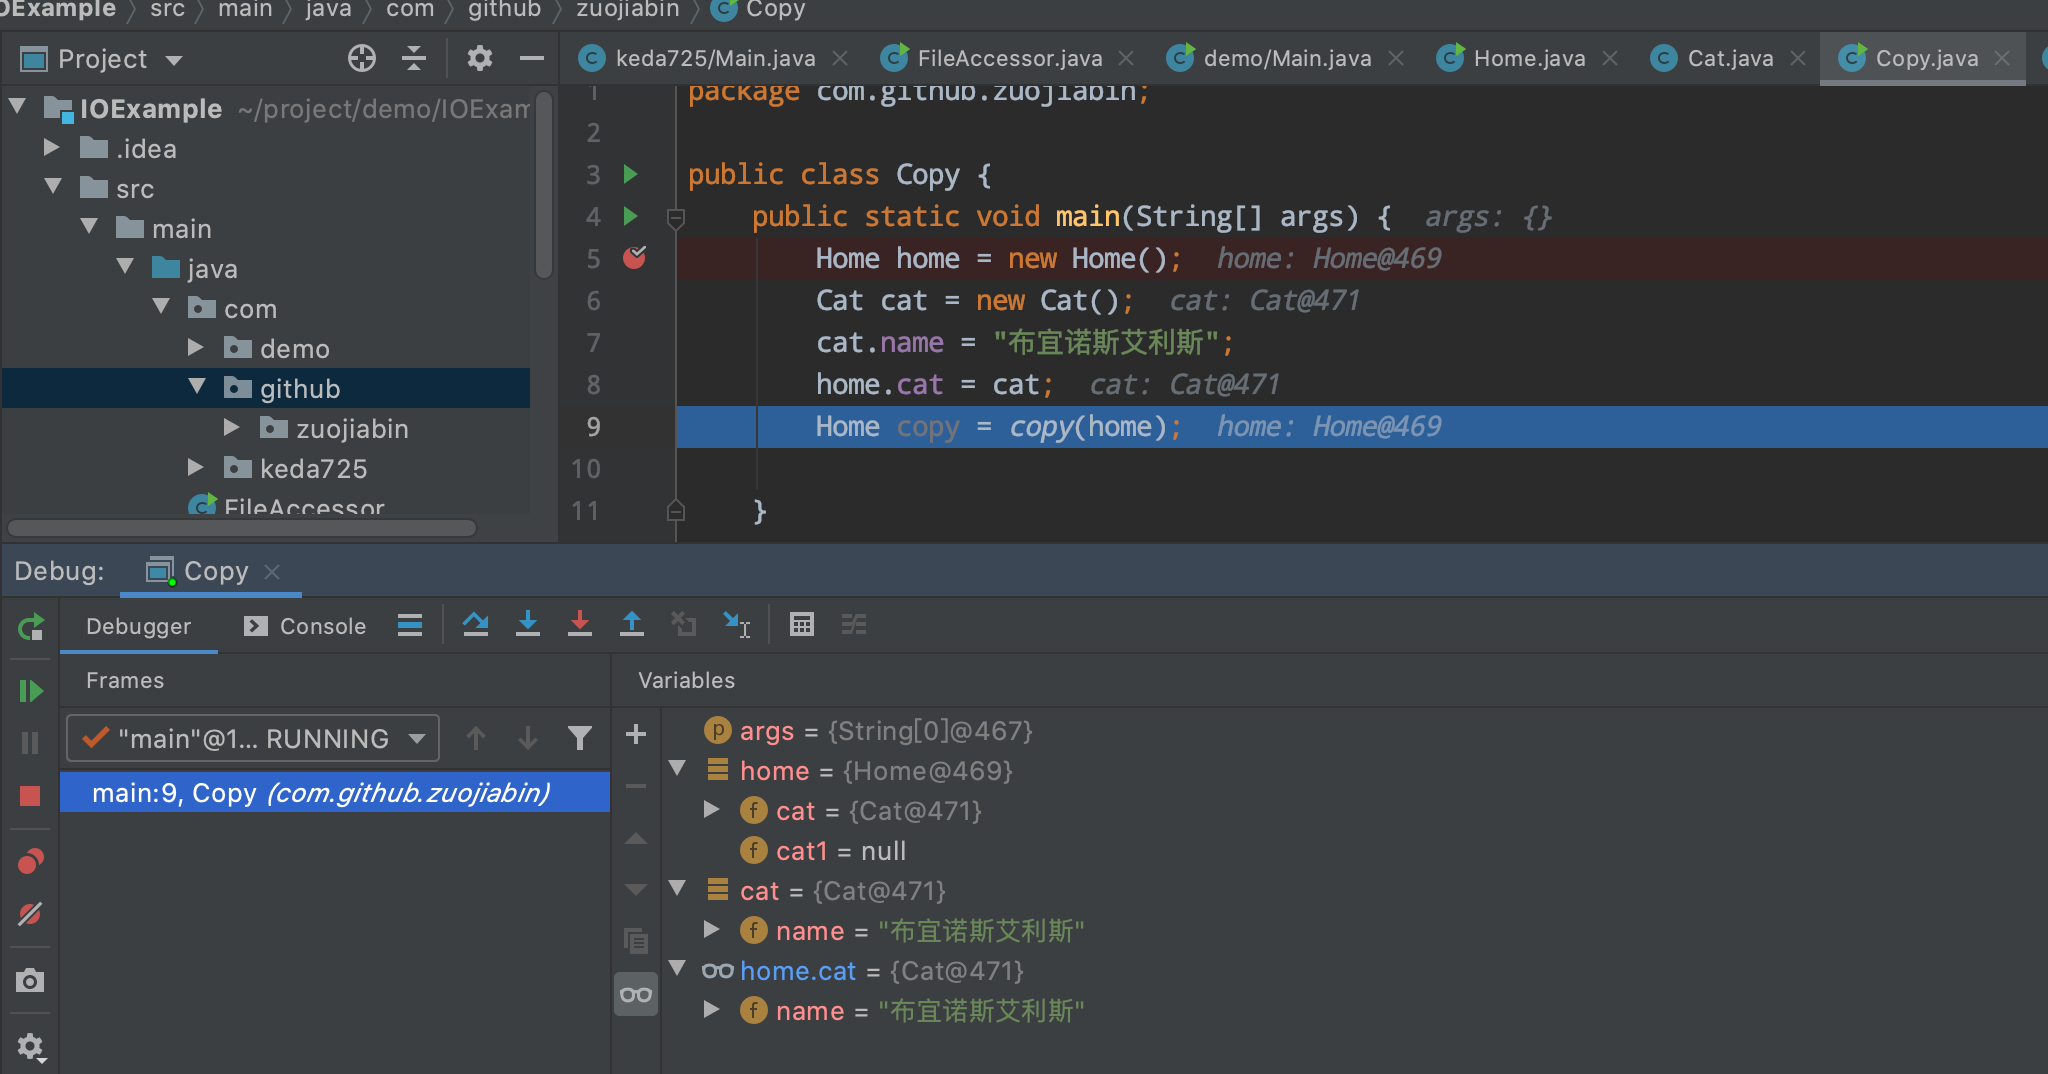 OExample src main java com github zuojiabin Copy
Project
keda725/Main.java FileAccessor.java demo/Main.java Home.java Cat.java Copy.java
IOExample ~/project/demo/IOExam
.idea
src
main
java
com
demo
github
zuojiabin
keda725
FileAccessor
1 package com.github.zuojiabin;
2
3 public class Copy {
4 public static void main(String[] args) { args: {}
5 Home home = new Home(); home: Home@469
6 Cat cat = new Cat(); cat: Cat@471
7 cat.name = "布宜诺斯艾利斯";
8 home.cat = cat; cat: Cat@471
9 Home copy = copy(home); home: Home@469
10
11 }
Debug: Copy
Debugger Console
Frames
"main"@1... RUNNING
main:9, Copy (com.github.zuojiabin)
Variables
args = {String[0]@467}
home = {Home@469}
cat = {Cat@471}
cat1 = null
cat = {Cat@471}
name = "布宜诺斯艾利斯"
home.cat = {Cat@471}
name = "布宜诺斯艾利斯"